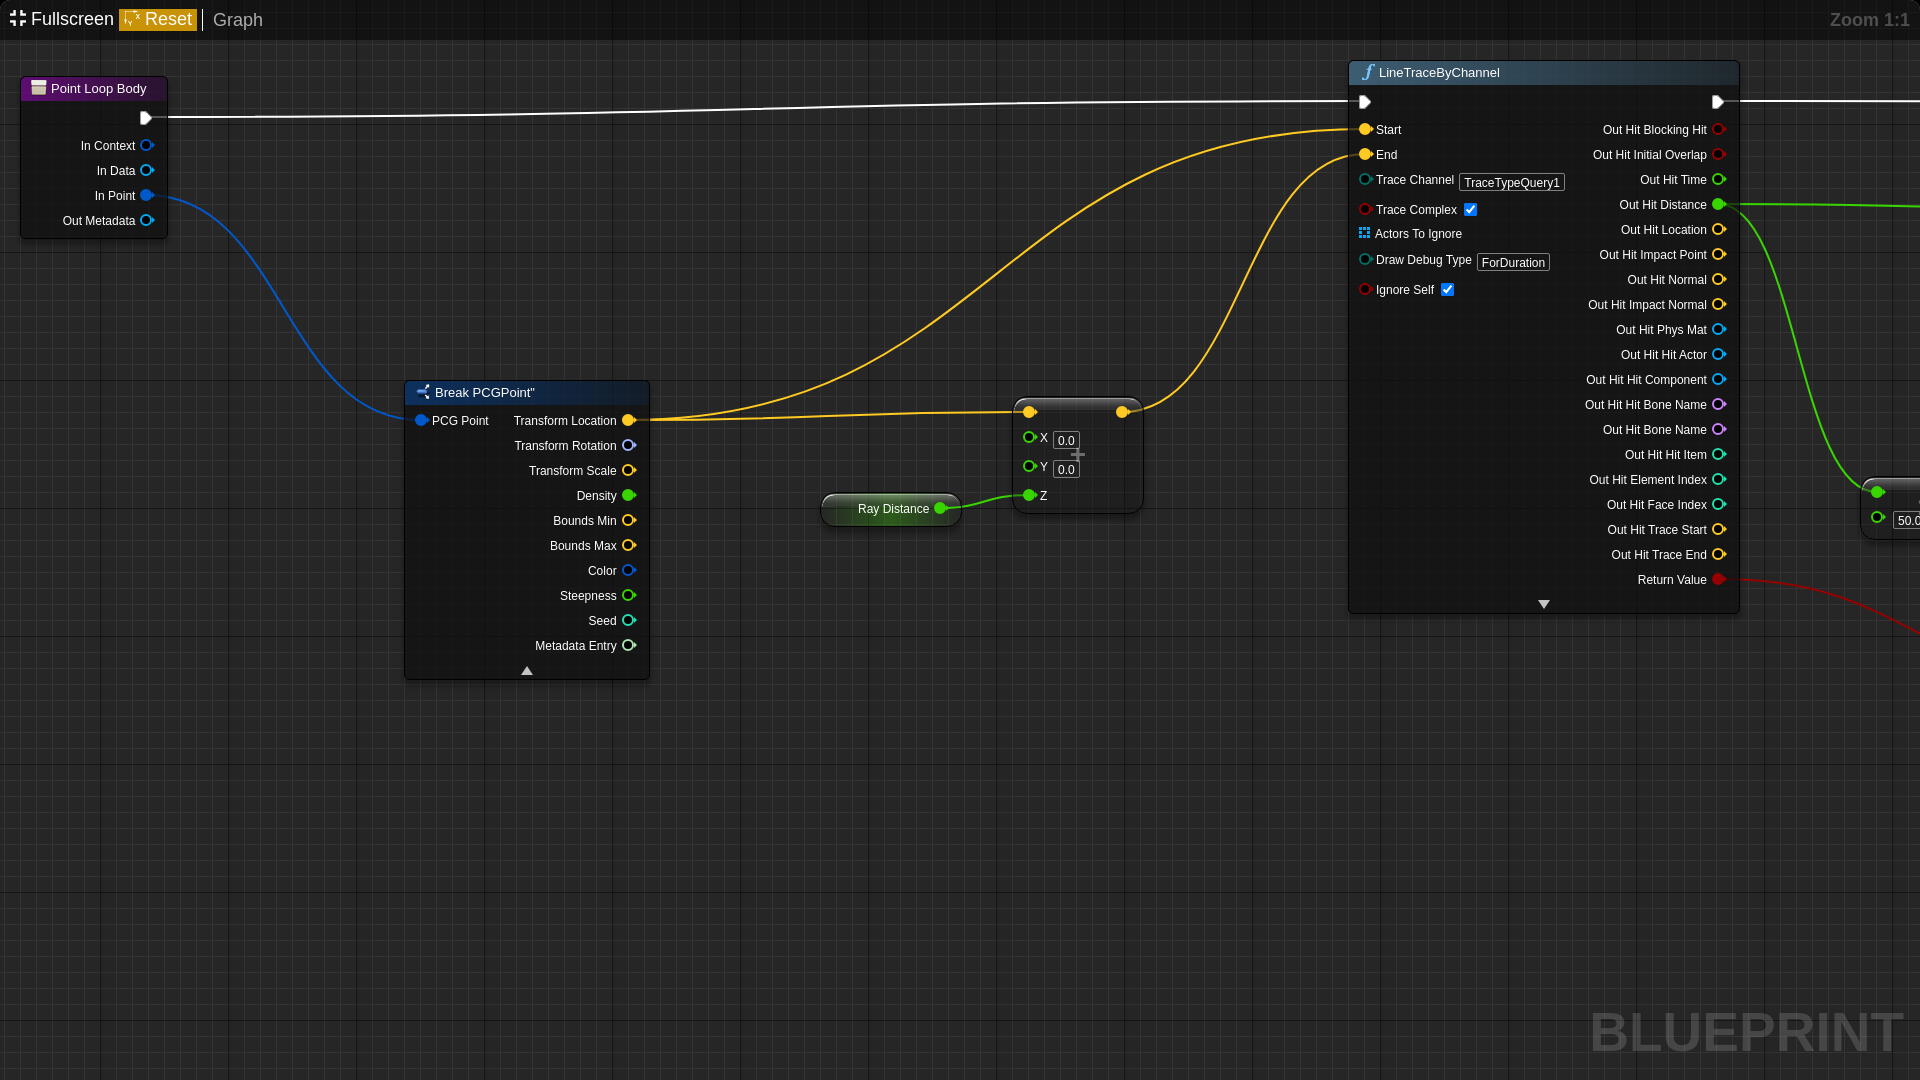 Fullscreen Reset Graph
Zoom 1:1
Point Loop Body
In Context
In Data
In Point
Out Metadata
Break PCGPoint"
PCG Point
Transform Location
Transform Rotation
Transform Scale
Density
Bounds Min
Bounds Max
Color
Steepness
Seed
Metadata Entry
Ray Distance
X 0.0
Y 0.0
Z
LineTraceByChannel
Start
End
Trace Channel TraceTypeQuery1
Trace Complex
Actors To Ignore
Draw Debug Type ForDuration
Ignore Self
Out Hit Blocking Hit
Out Hit Initial Overlap
Out Hit Time
Out Hit Distance
Out Hit Location
Out Hit Impact Point
Out Hit Normal
Out Hit Impact Normal
Out Hit Phys Mat
Out Hit Hit Actor
Out Hit Hit Component
Out Hit Hit Bone Name
Out Hit Bone Name
Out Hit Hit Item
Out Hit Element Index
Out Hit Face Index
Out Hit Trace Start
Out Hit Trace End
Return Value
50.0
BLUEPRINT